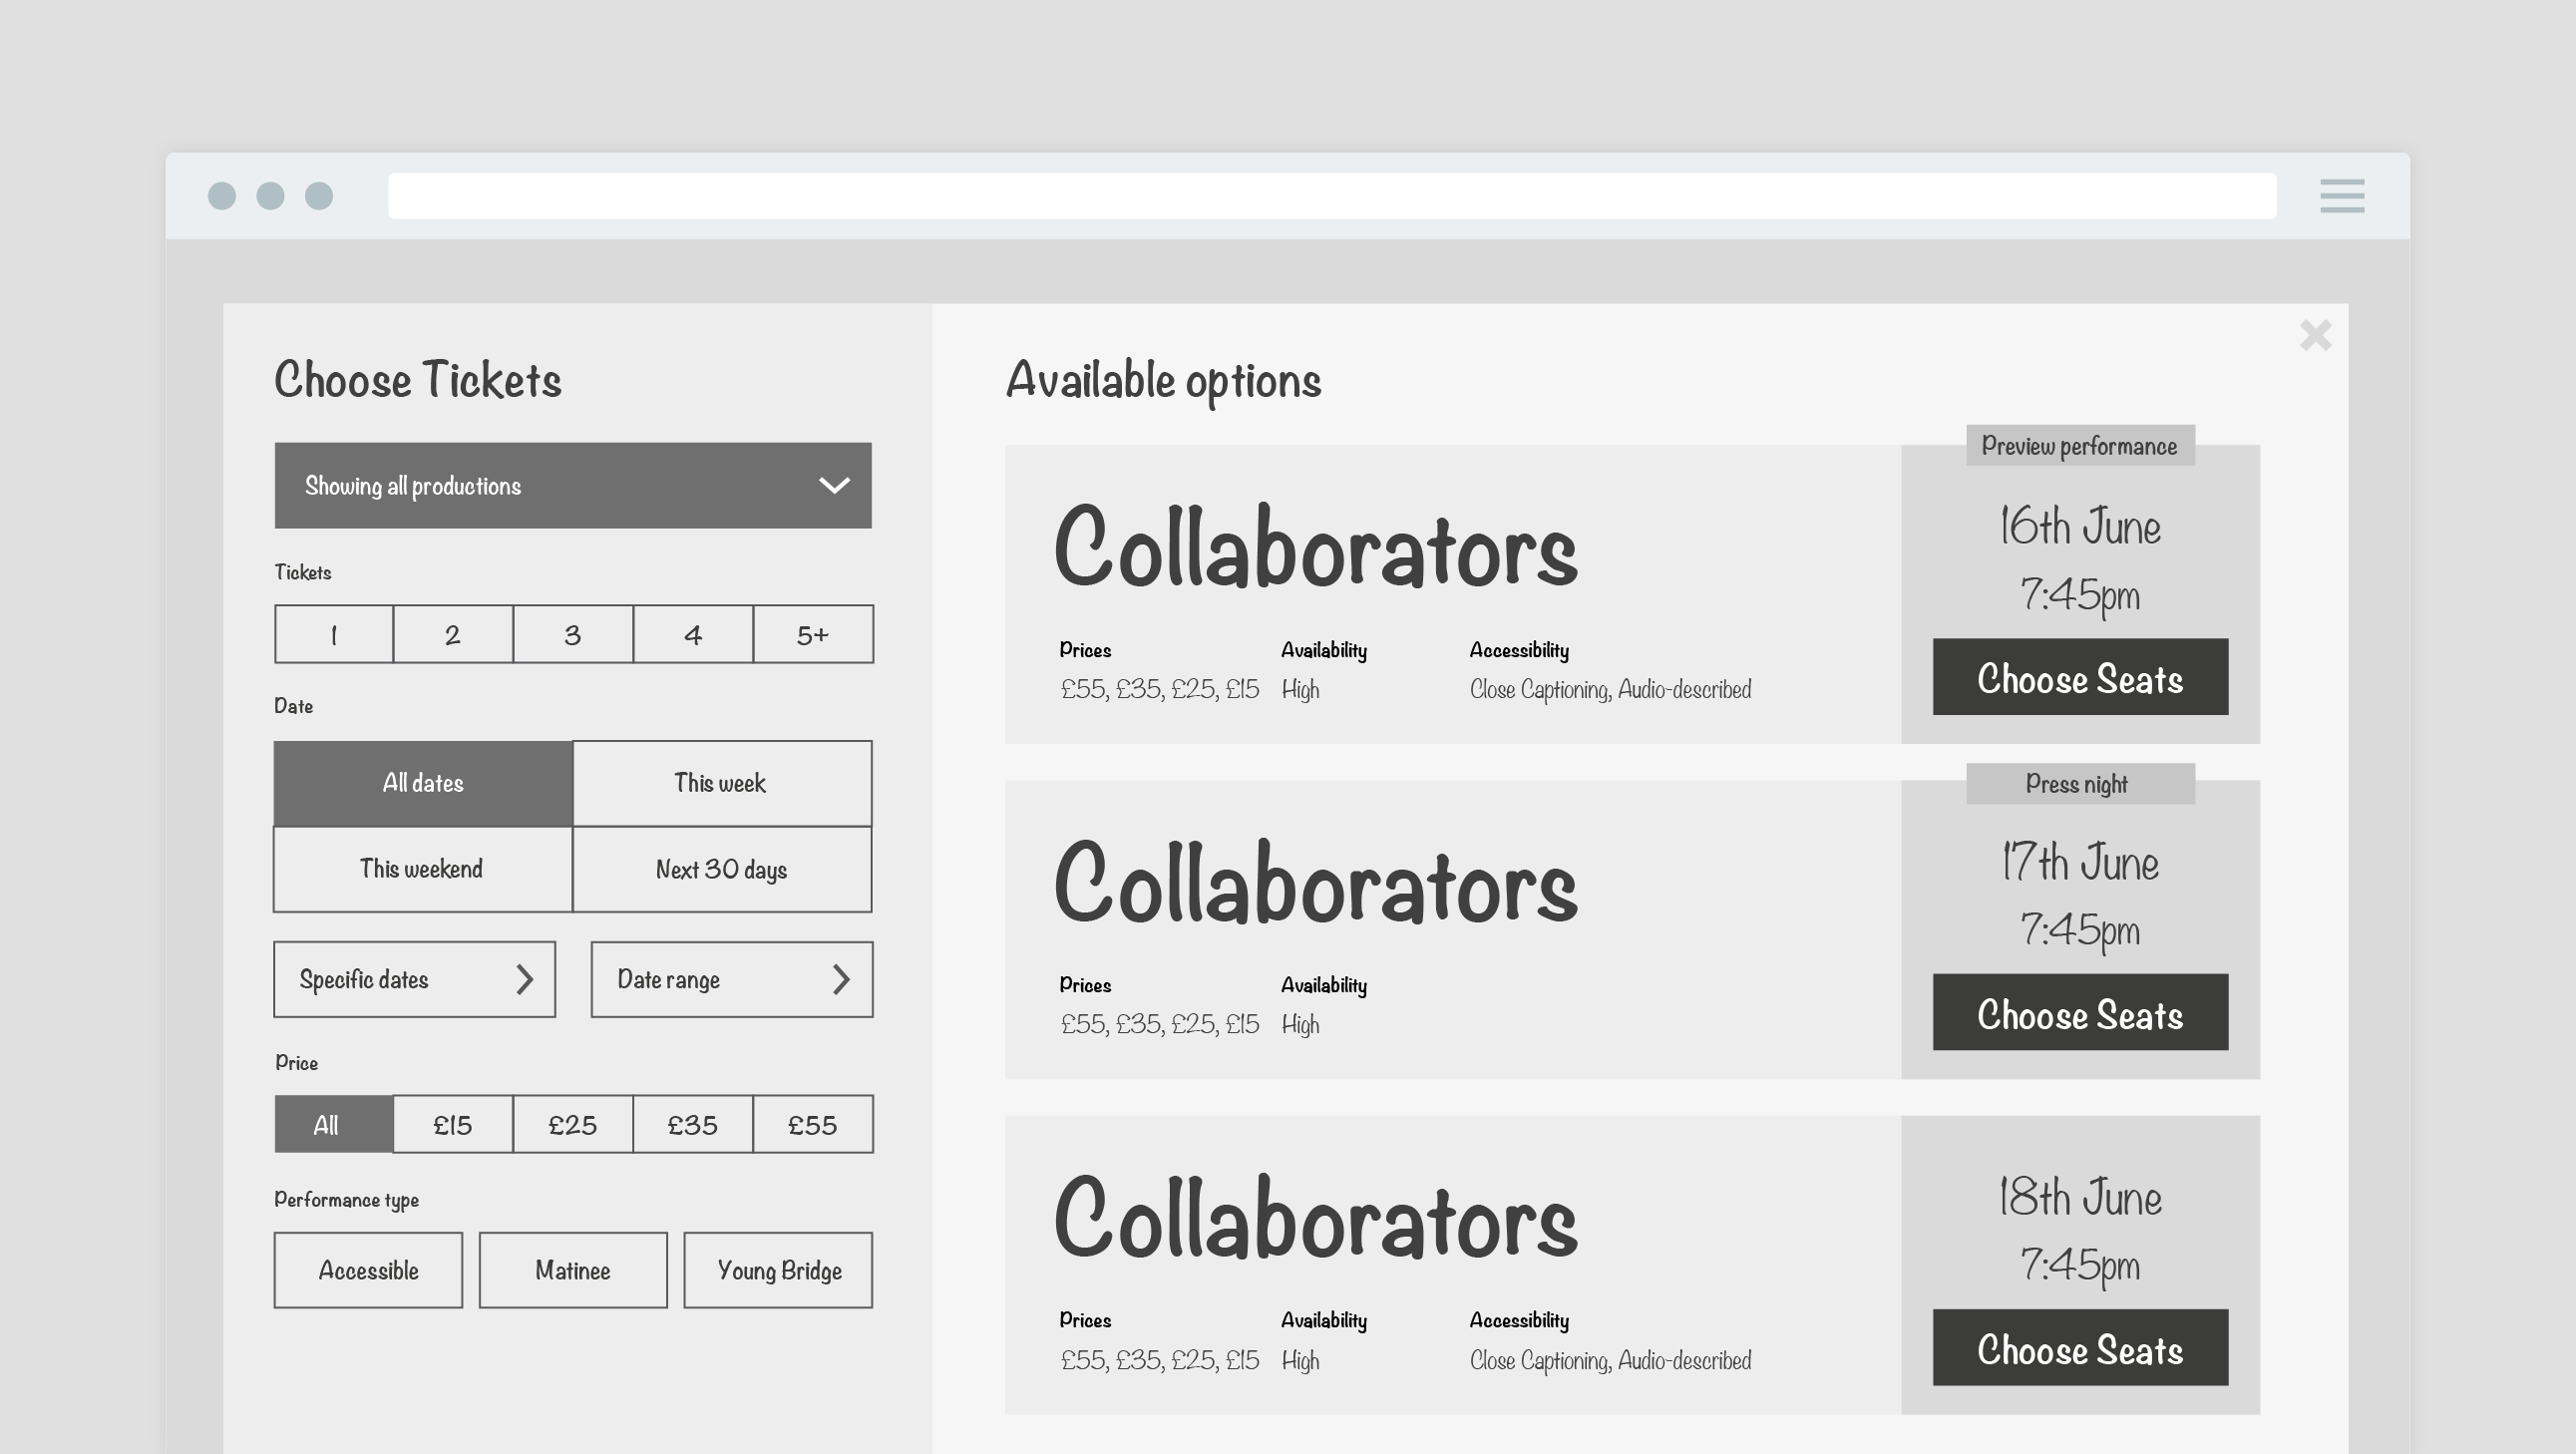 Choose Tickets
Showing all productions
Tickets
1 2 3 4 5+
Date
All dates This week
This weekend Next 30 days
Specific dates Date range
Price
All £15 £25 £35 £55
Performance type
Accessible Matinee Young Bridge
Available options
Preview performance
Collaborators
16th June
7:45pm
Prices Availability Accessibility
£55, £35, £25, £15 High Close Captioning, Audio-described
Choose Seats
Press night
Collaborators
17th June
7:45pm
Prices Availability
£55, £35, £25, £15 High
Choose Seats
Collaborators
18th June
7:45pm
Prices Availability Accessibility
£55, £35, £25, £15 High Close Captioning, Audio-described
Choose Seats